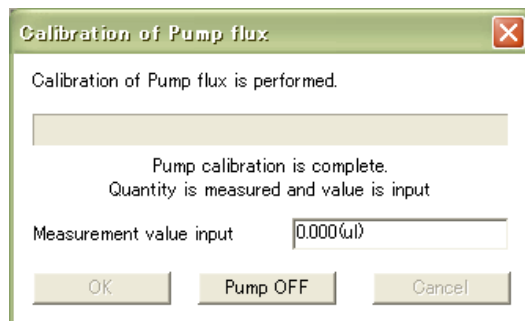 Calibration of Pump flux
Calibration of Pump flux is performed.
Pump calibration is complete.
Quantity is measured and value is input
Measurement value input 0.000(ul)
OK Pump OFF Cancel